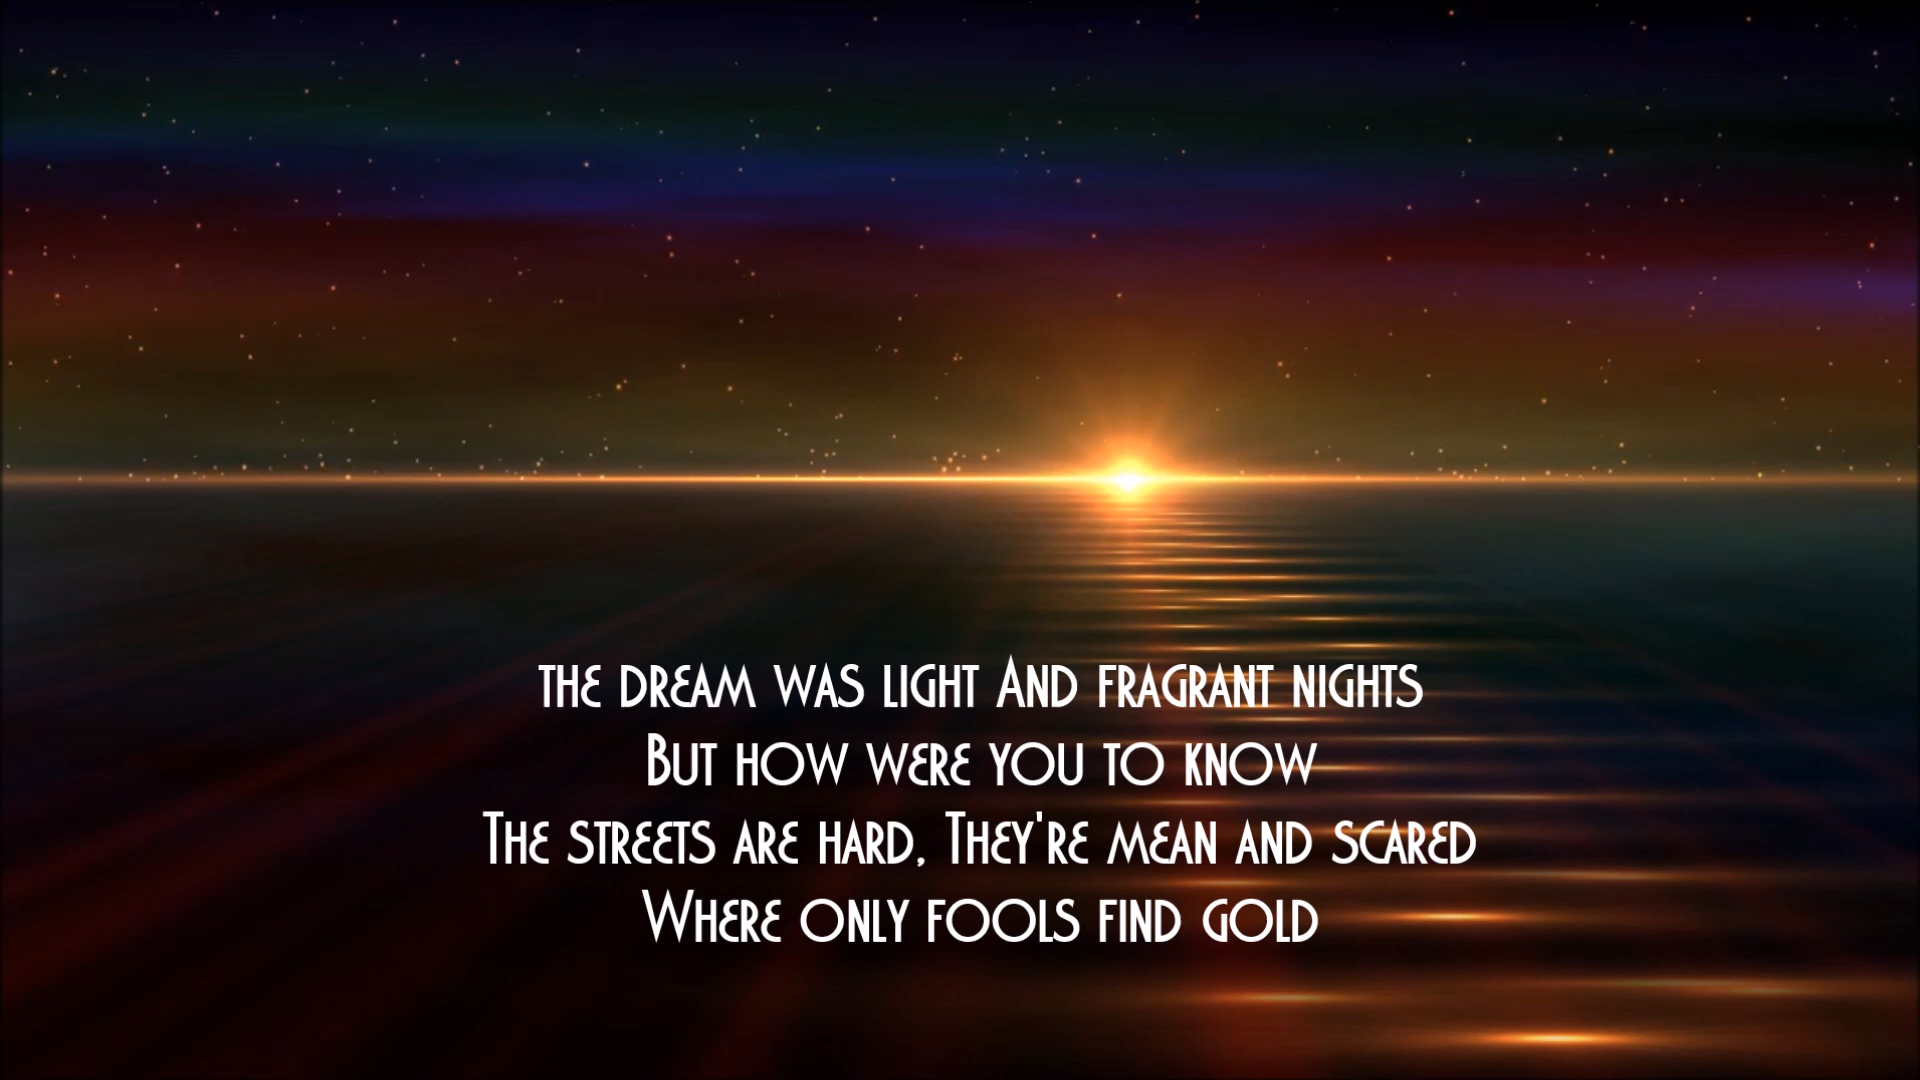 THE DREAM WAS LIGHT AND FRAGRANT NIGHTS
BUT HOW WERE YOU TO KNOW
THE STREETS ARE HARD, THEY'RE MEAN AND SCARED
WHERE ONLY FOOLS FIND GOLD